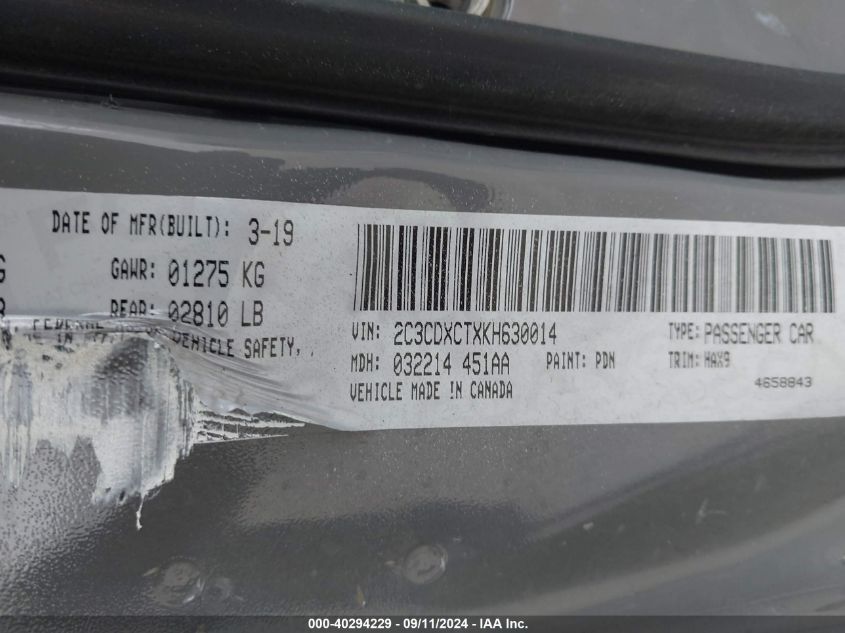 DATE OF MFR(BUILT): 3-19
GAWR: 01275 KG
REAR: 02810 LB
VEHICLE SAFETY,
VIN: 2C3CDXCTXKH630014 TYPE: PASSENGER CAR
MDH: 032214 451AA PAINT: PDN TRIM: HAX9
VEHICLE MADE IN CANADA
4658843
000-40294229 - 09/11/2024 - IAA Inc.